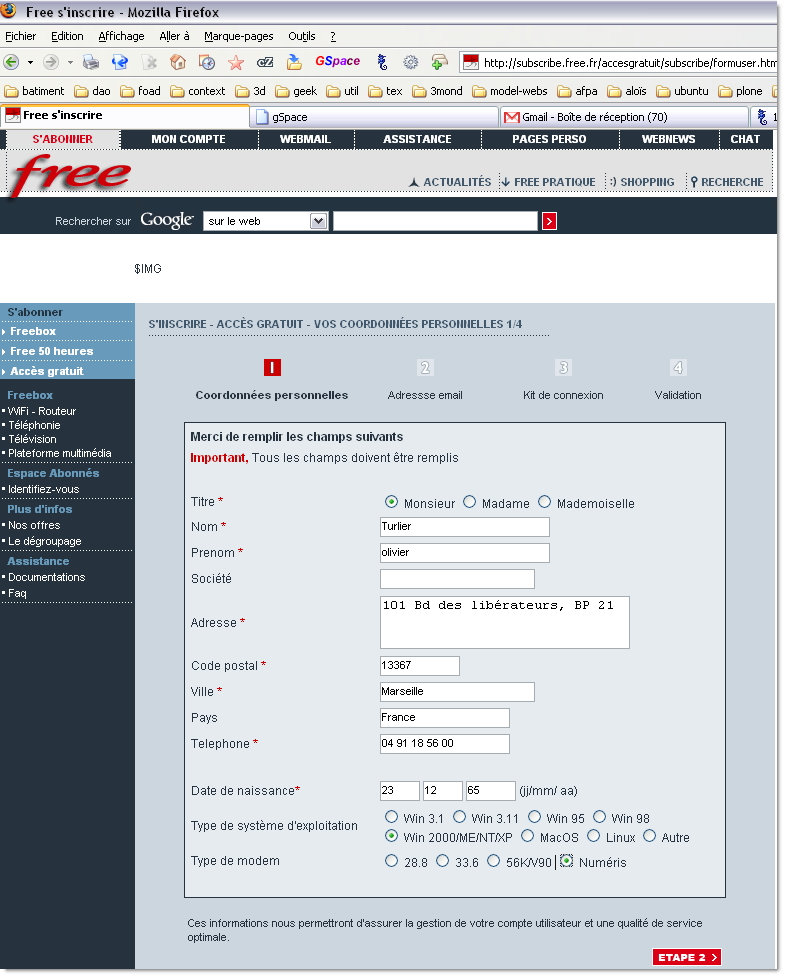 Free s'inscrire - Mozilla Firefox
Fichier Edition Affichage Aller à Marque-pages Outils ?
GSpace http://subscribe.free.fr/accesgratuit/subscribe/formuser.htm
batiment dao foad context 3d geek util tex 3mond model-webs afpa aloïs ubuntu plone
Free s'inscrire gSpace Gmail - Boîte de réception (70) 1
S'ABONNER MON COMPTE WEBMAIL ASSISTANCE PAGES PERSO WEBNEWS CHAT
free
ACTUALITÉS FREE PRATIQUE :) SHOPPING RECHERCHE
Rechercher sur Google sur le web >
$IMG
S'abonner
Freebox
Free 50 heures
Accès gratuit
Freebox
WiFi - Routeur
Téléphonie
Télévision
Plateforme multimédia
Espace Abonnés
Identifiez-vous
Plus d'infos
Nos offres
Le dégroupage
Assistance
Documentations
Faq
S'INSCRIRE - ACCÈS GRATUIT - VOS COORDONNÉES PERSONNELLES 1/4
1 2 3 4
Coordonnées personnelles Adressse email Kit de connexion Validation
Merci de remplir les champs suivants
Important, Tous les champs doivent être remplis
Titre * Monsieur Madame Mademoiselle
Nom * Turlier
Prenom * olivier
Société
Adresse * 101 Bd des libérateurs, BP 21
Code postal * 13367
Ville * Marseille
Pays France
Telephone * 04 91 18 56 00
Date de naissance* 23 12 65 (jj/mm/ aa)
Type de système d'exploitation Win 3.1 Win 3.11 Win 95 Win 98
Win 2000/ME/NT/XP MacOS Linux Autre
Type de modem 28.8 33.6 56K/V90 Numéris
Ces informations nous permettront d'assurer la gestion de votre compte utilisateur et une qualité de service
optimale.
ETAPE 2 >